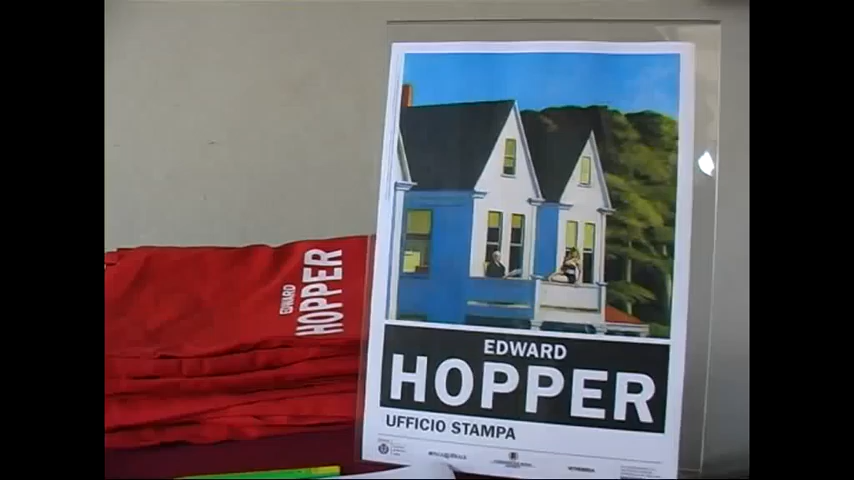 EDWARD
HOPPER
EDWARD
HOPPER
UFFICIO STAMPA